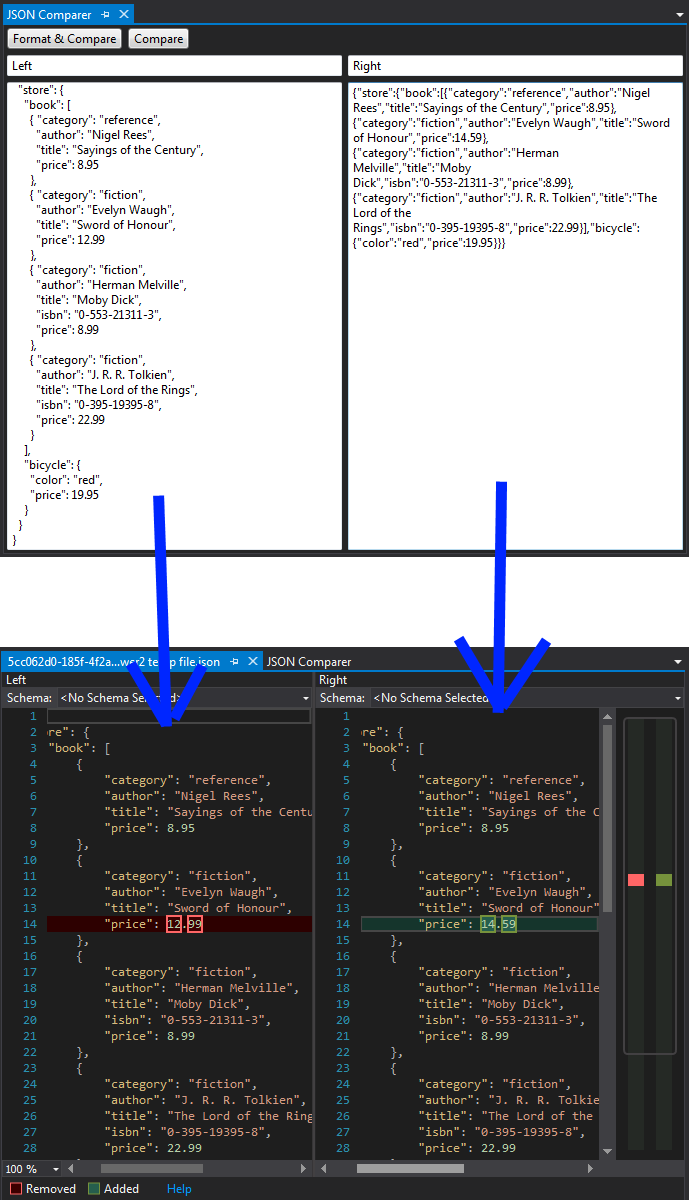 JSON Comparer
Format & Compare Compare
Left
"store": {
"book": [
{ "category": "reference",
"author": "Nigel Rees",
"title": "Sayings of the Century",
"price": 8.95
},
{ "category": "fiction",
"author": "Evelyn Waugh",
"title": "Sword of Honour",
"price": 12.99
},
{ "category": "fiction",
"author": "Herman Melville",
"title": "Moby Dick",
"isbn": "0-553-21311-3",
"price": 8.99
},
{ "category": "fiction",
"author": "J. R. R. Tolkien",
"title": "The Lord of the Rings",
"isbn": "0-395-19395-8",
"price": 22.99
}
],
"bicycle": {
"color": "red",
"price": 19.95
}
}
}
Right
{"store":{"book":[{"category":"reference","author":"Nigel
Rees","title":"Sayings of the Century","price":8.95},
{"category":"fiction","author":"Evelyn Waugh","title":"Sword
of Honour","price":14.59},
{"category":"fiction","author":"Herman
Melville","title":"Moby
Dick","isbn":"0-553-21311-3","price":8.99},
{"category":"fiction","author":"J. R. R. Tolkien","title":"The
Lord of the
Rings","isbn":"0-395-19395-8","price":22.99}],"bicycle":
{"color":"red","price":19.95}}}
5cc062d0-185f-4f2a... file.json JSON Comparer
Left
Schema: <No Schema
1
2 re": {
3 "book": [
4 {
5 "category": "reference",
6 "author": "Nigel Rees",
7 "title": "Sayings of the Centu
8 "price": 8.95
9 },
10 {
11 "category": "fiction",
12 "author": "Evelyn Waugh",
13 "title": "Sword of Honour",
14 "price": 12.99
15 },
16 {
17 "category": "fiction",
18 "author": "Herman Melville",
19 "title": "Moby Dick",
20 "isbn": "0-553-21311-3",
21 "price": 8.99
22 },
23 {
24 "category": "fiction",
25 "author": "J. R. R. Tolkien",
26 "title": "The Lord of the Ring
27 "isbn": "0-395-19395-8",
28 "price": 22.99
Right
Schema: <No Schema Selected
1
2 re": {
3 "book": [
4 {
5 "category": "reference",
6 "author": "Nigel Rees",
7 "title": "Sayings of the C
8 "price": 8.95
9 },
10 {
11 "category": "fiction",
12 "author": "Evelyn Waugh",
13 "title": "Sword of Honour"
14 "price": 14.59
15 },
16 {
17 "category": "fiction",
18 "author": "Herman Melville
19 "title": "Moby Dick",
20 "isbn": "0-553-21311-3",
21 "price": 8.99
22 },
23 {
24 "category": "fiction",
25 "author": "J. R. R. Tolkie
26 "title": "The Lord of the
27 "isbn": "0-395-19395-8",
28 "price": 22.99
100 %
Removed Added Help